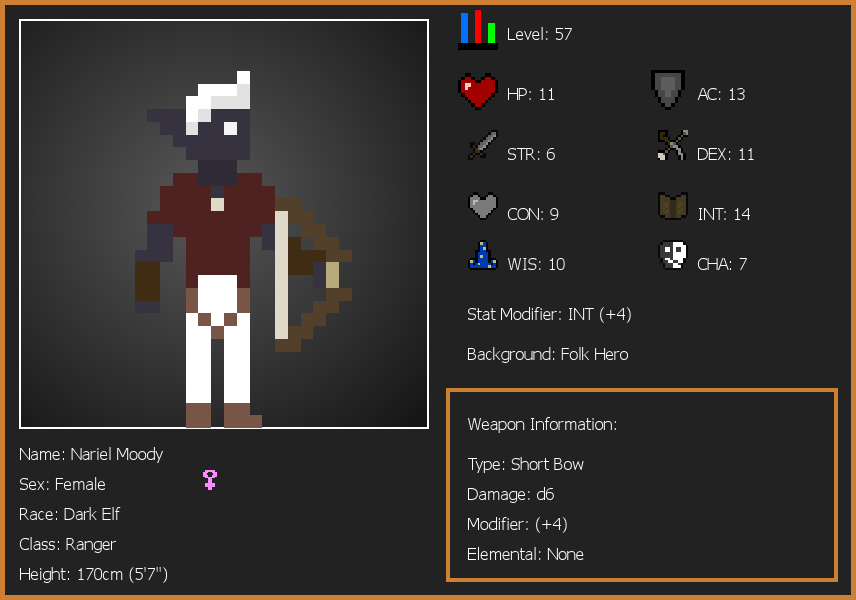 Level: 57
HP: 11
AC: 13
STR: 6
DEX: 11
CON: 9
INT: 14
WIS: 10
CHA: 7
Stat Modifier: INT (+4)
Background: Folk Hero
Weapon Information:
Type: Short Bow
Damage: d6
Modifier: (+4)
Elemental: None
Name: Nariel Moody
Sex: Female
Race: Dark Elf
Class: Ranger
Height: 170cm (5'7")